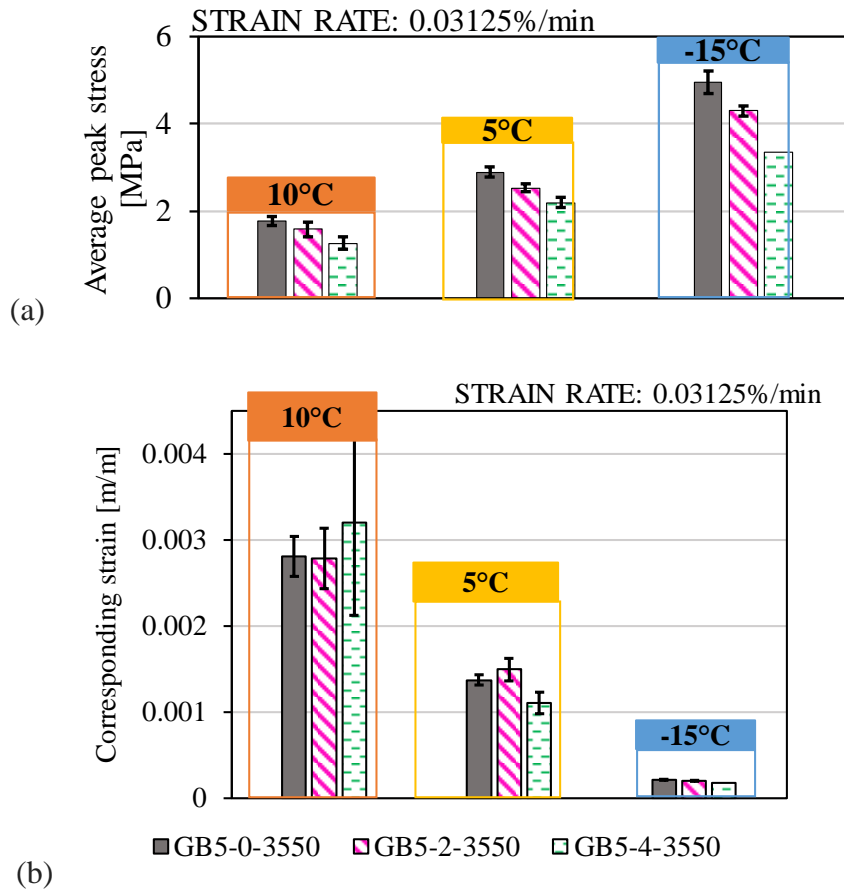 STRAIN RATE: 0.03125%/min
Average peak stress
[MPa]
6
4
2
0
10°C
5°C
-15°C
(a)
STRAIN RATE: 0.03125%/min
Corresponding strain [m/m]
0.004
0.003
0.002
0.001
0
10°C
5°C
-15°C
GB5-0-3550 GB5-2-3550 GB5-4-3550
(b)